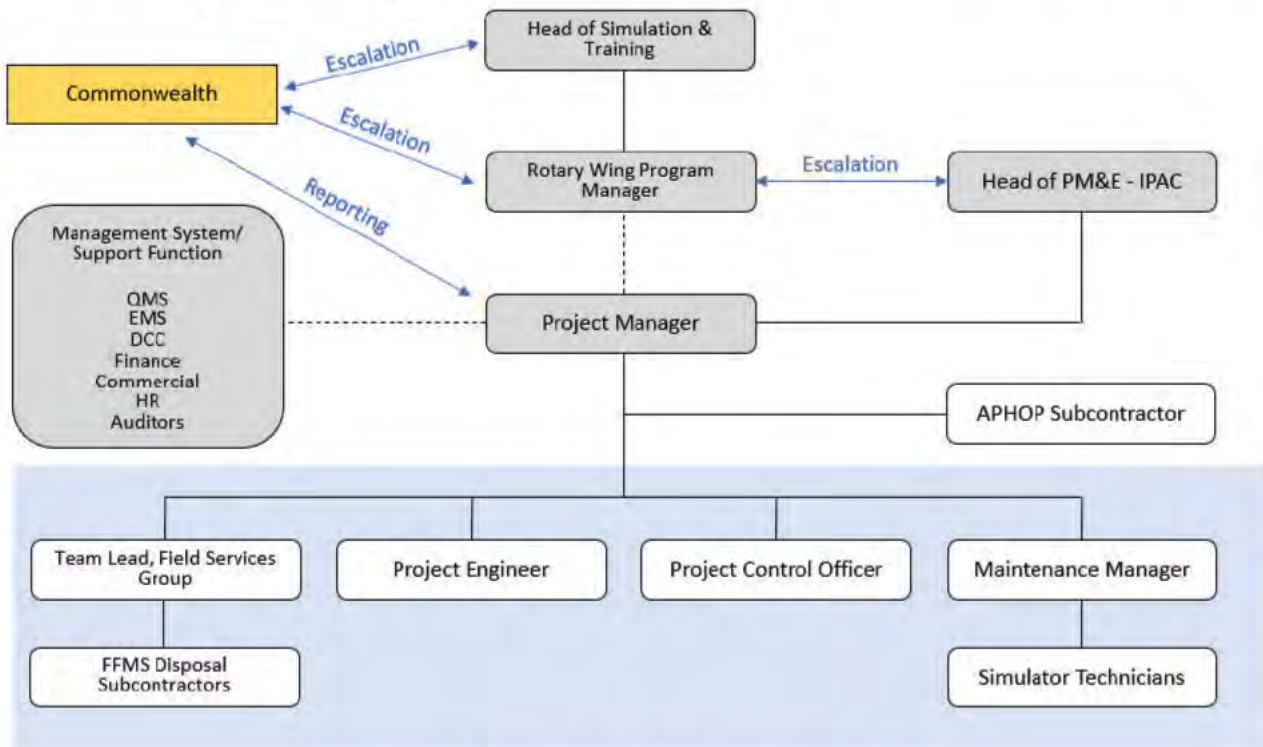 Head of Simulation &
Training
Escalation
Commonwealth
Escalation
Rotary Wing Program
Manager
Escalation
Head of PM&E - IPAC
Reporting
Management System/
Support Function
QMS
EMS
DCC
Finance
Commercial
HR
Auditors
Project Manager
APHOP Subcontractor
Team Lead, Field Services
Group
Project Engineer
Project Control Officer
Maintenance Manager
FFMS Disposal
Subcontractors
Simulator Technicians